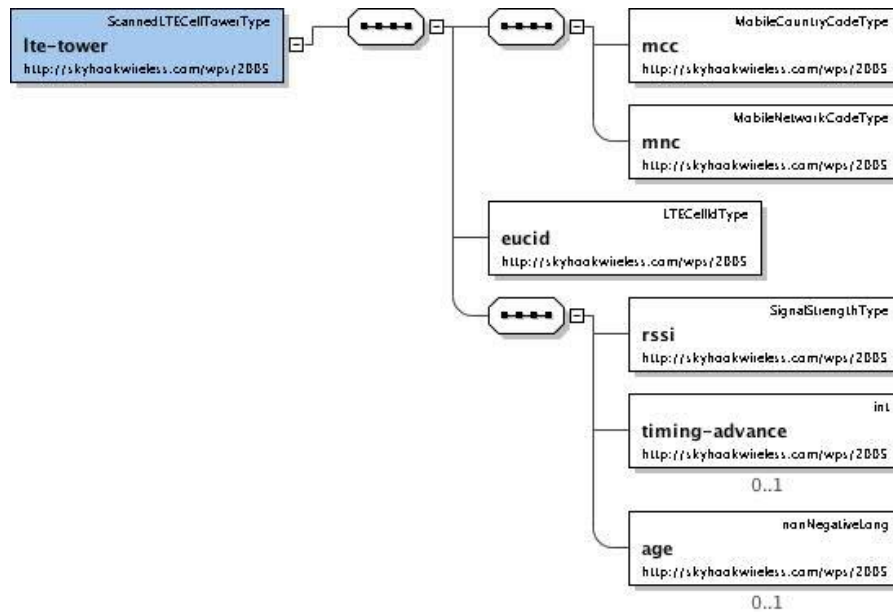 ScannedLTECellTowerType
lte-tower
http://skyhookwireless.com/wps/2005
MobileCountryCodeType
mcc
http://skyhookwireless.com/wps/2005
MobileNetworkCodeType
mnc
http://skyhookwireless.com/wps/2005
LTECellIdType
eucid
http://skyhookwireless.com/wps/2005
SignalStrengthType
rssi
http://skyhookwireless.com/wps/2005
int
timing-advance
http://skyhookwireless.com/wps/2005
0..1
nonNegativeLong
age
http://skyhookwireless.com/wps/2005
0..1